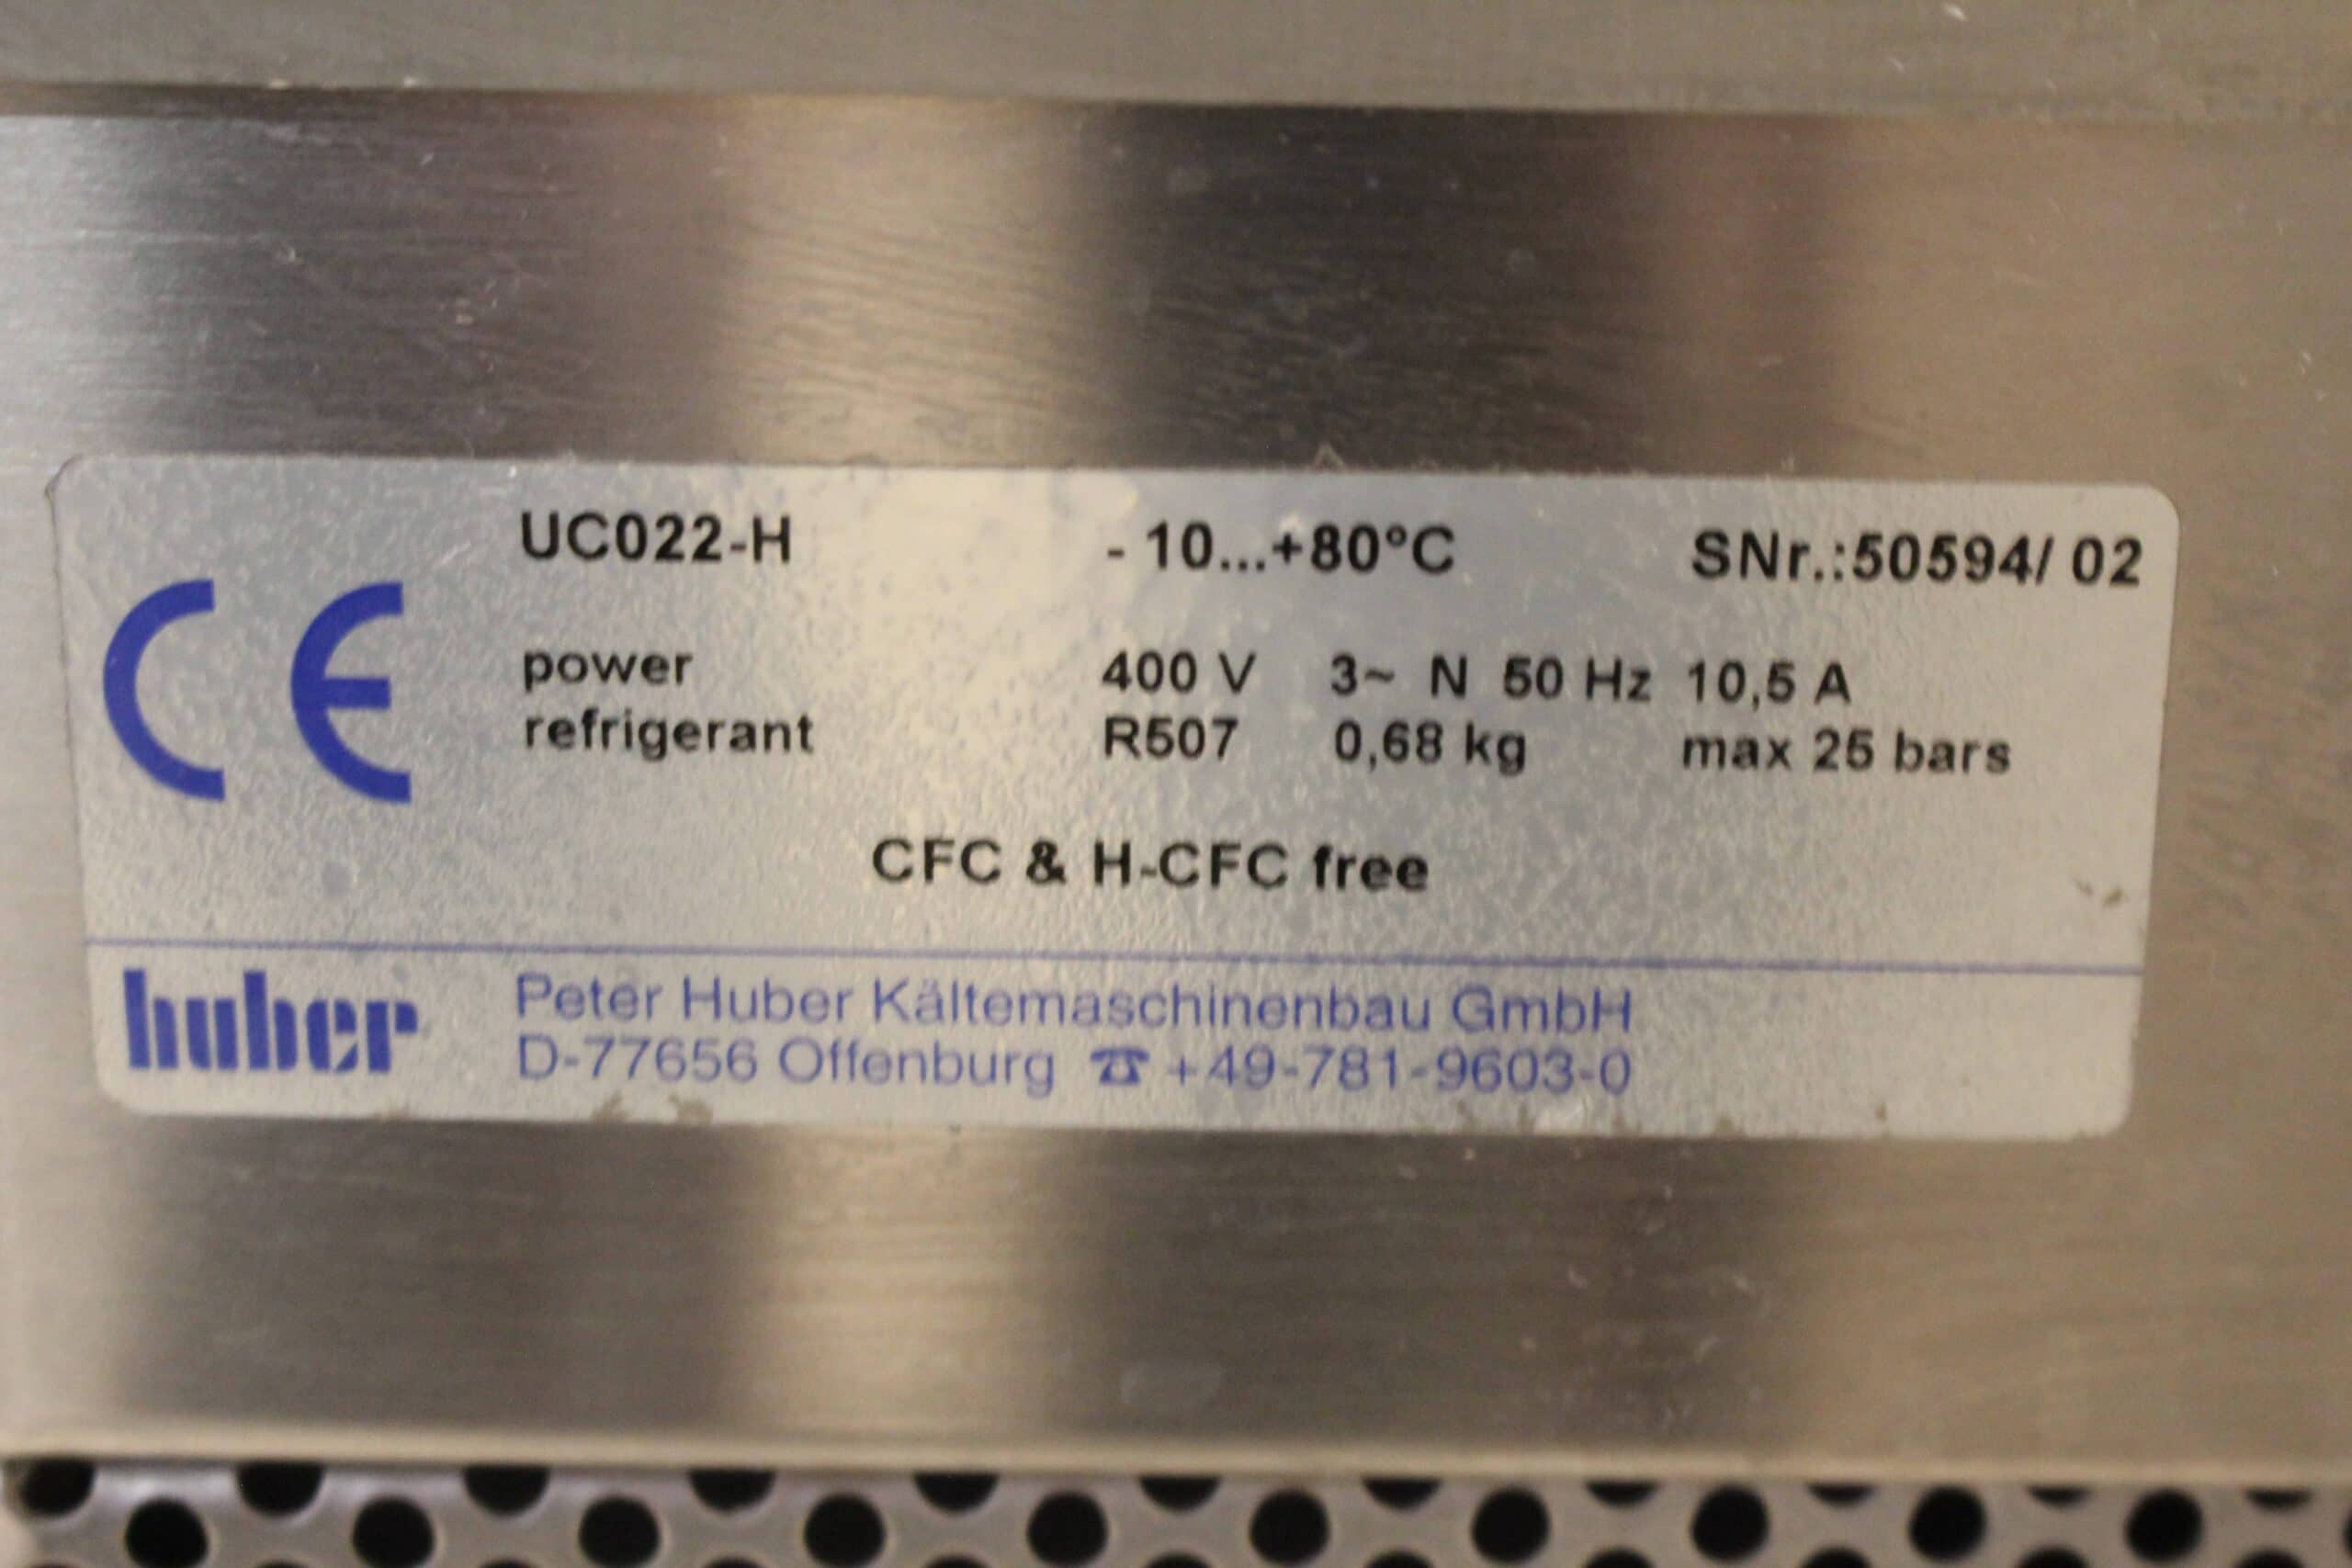 UC022-H - 10...+80°C SNr.:50594/ 02
CE
power 400 V 3~ N 50 Hz 10,5 A
refrigerant R507 0,68 kg max 25 bars
CFC & H-CFC free
huber Peter Huber Kältemaschinenbau GmbH
D-77656 Offenburg ☎ +49-781-9603-0